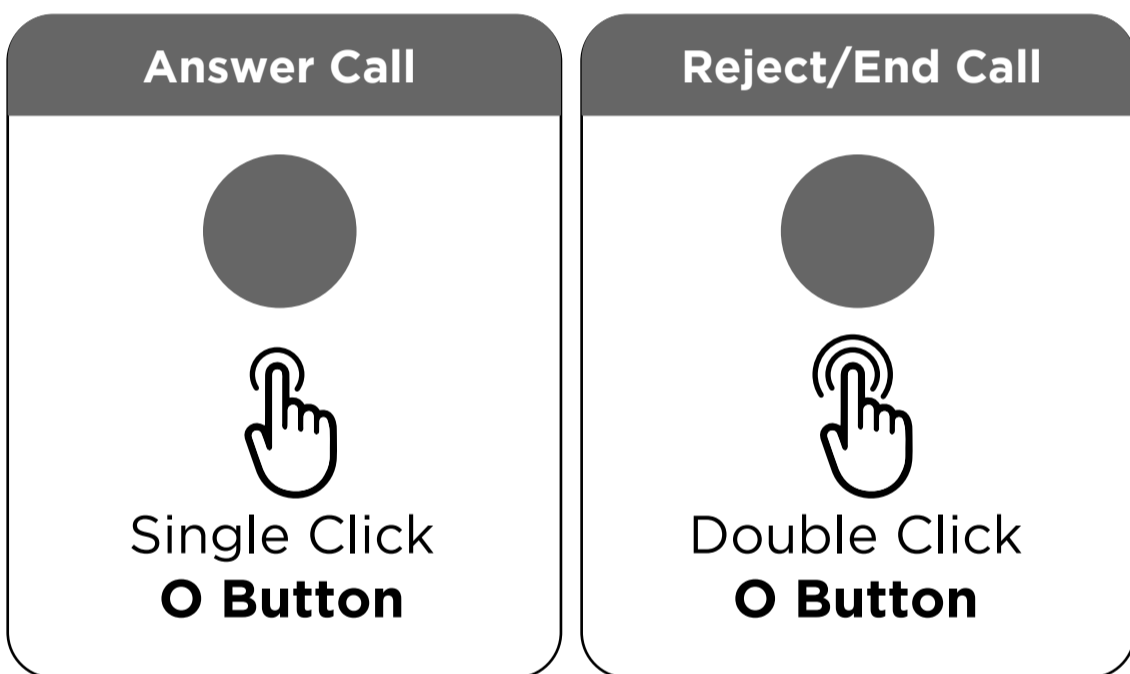 Answer Call
Single Click
O Button
Reject/End Call
Double Click
O Button